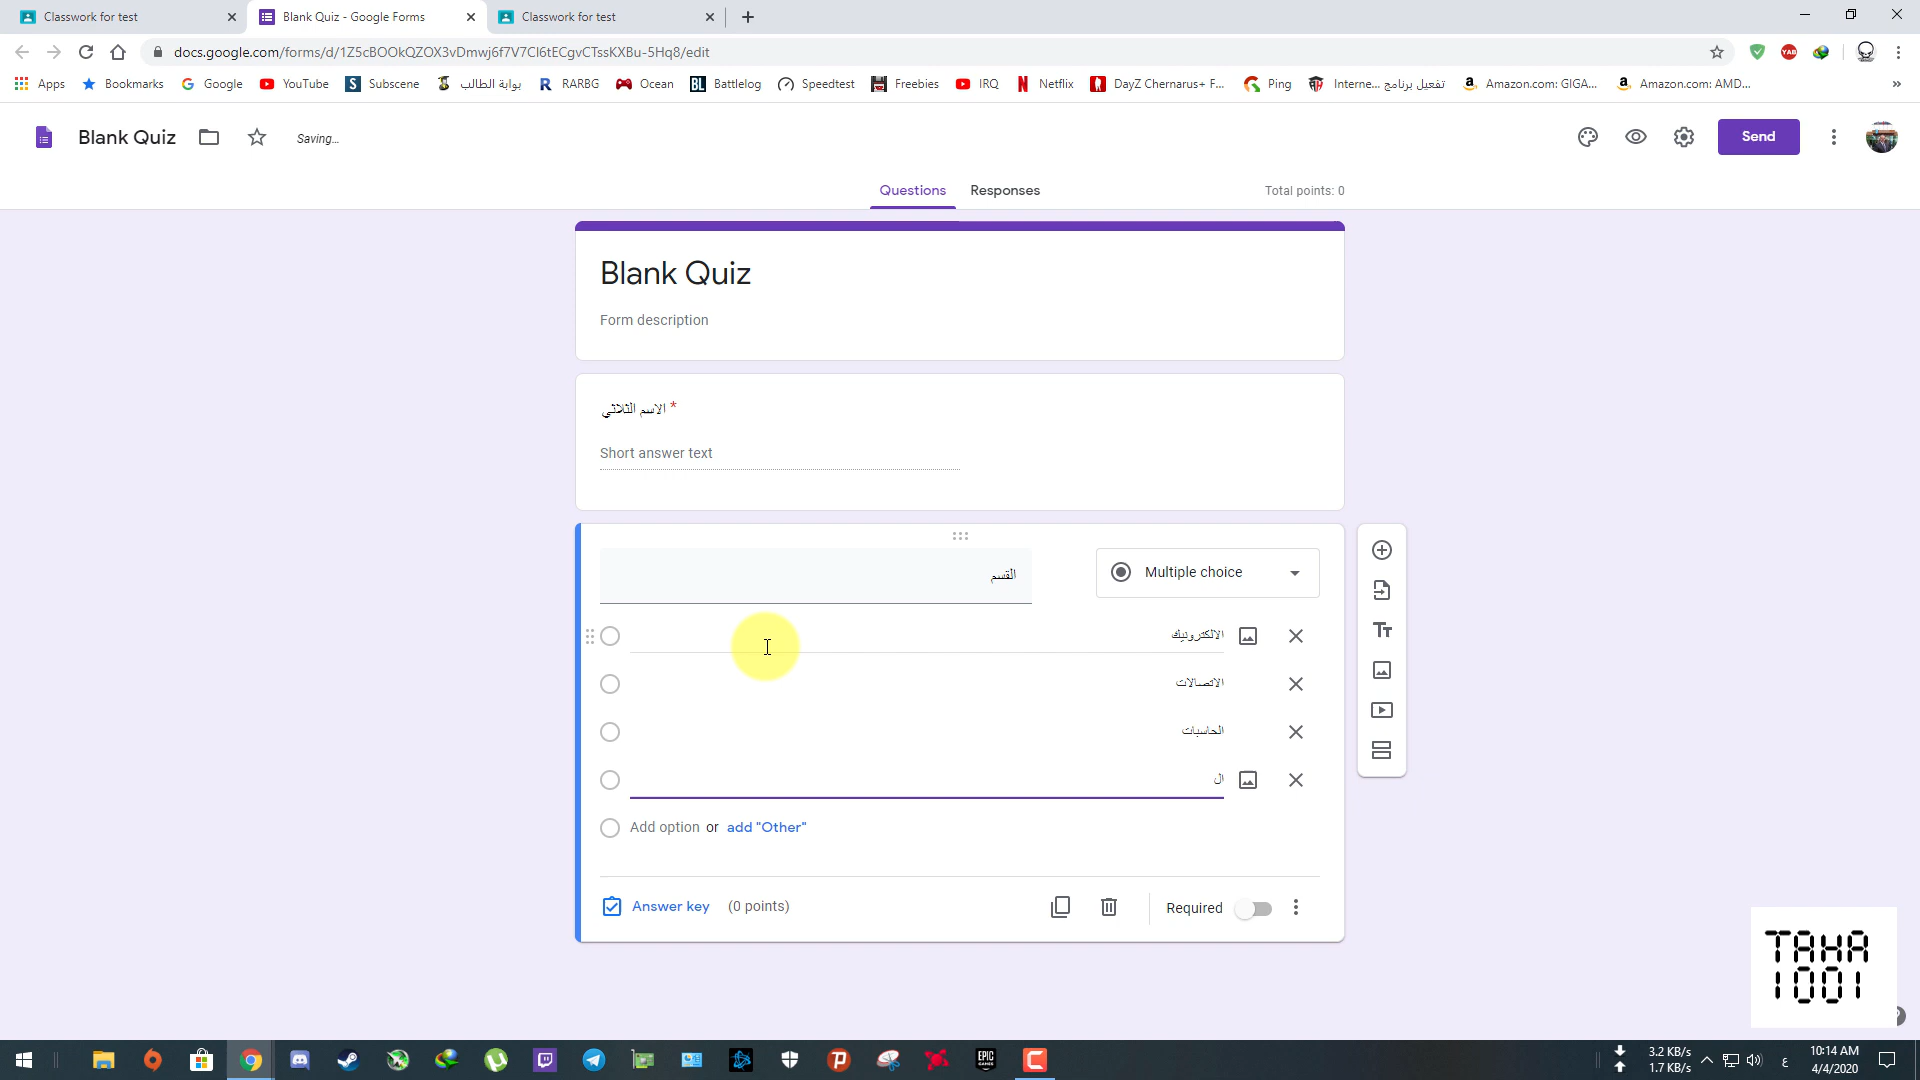 Classwork for test
Blank Quiz - Google Forms
Classwork for test
docs.google.com/forms/d/1Z5cBOOkQZOX3vDmwj6f7V7CI6tECgvCTssKXBu-5Hq8/edit
YAB
Apps
Bookmarks
Google
YouTube
Subscene
بوابة الطالب
RARBG
Ocean
Battlelog
Speedtest
Freebies
IRQ
Netflix
DayZ Chernarus+ F...
Ping
تفعيل برنامج ...Interne
Amazon.com: GIGA...
Amazon.com: AMD...
»
Blank Quiz
Saving...
Send
Questions
Responses
Total points: 0
Blank Quiz
Form description
الاسم الثلاثي *
Short answer text
القسم
Multiple choice
الالكترونيك
الاتصالات
الحاسبات
ال
Add option or add "Other"
Answer key (0 points)
Required
TAHA
1001
3.2 KB/s
1.7 KB/s
ع
10:14 AM
4/4/2020